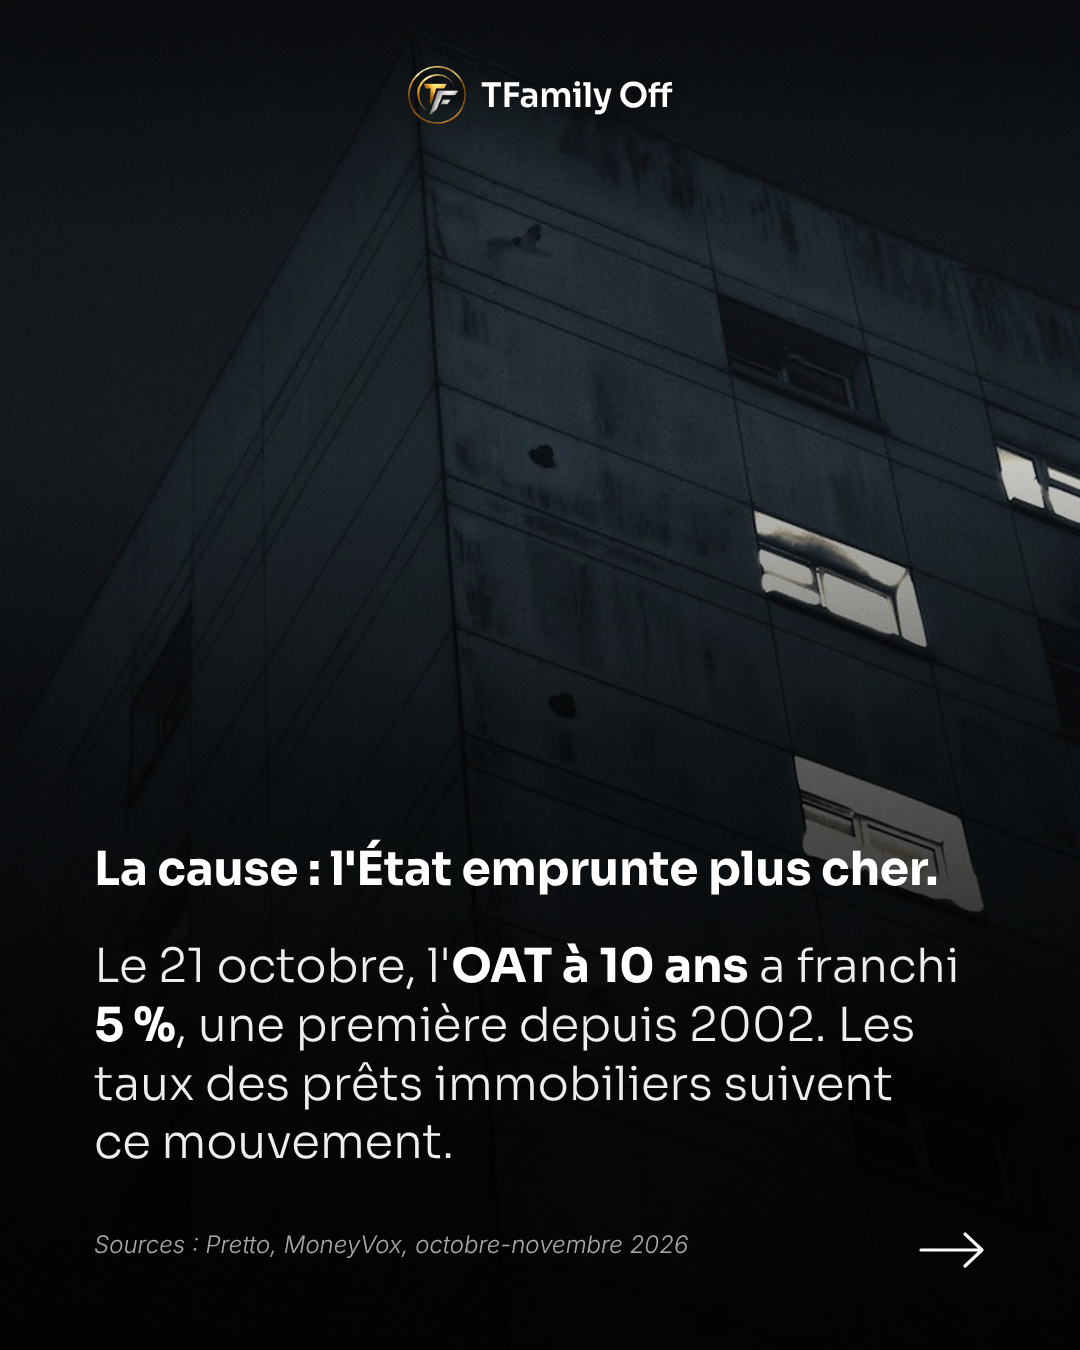 TFamily Off
La cause : l'État emprunte plus cher.
Le 21 octobre, l'OAT à 10 ans a franchi
5 %, une première depuis 2002. Les
taux des prêts immobiliers suivent
ce mouvement.
Sources : Pretto, MoneyVox, octobre-novembre 2026